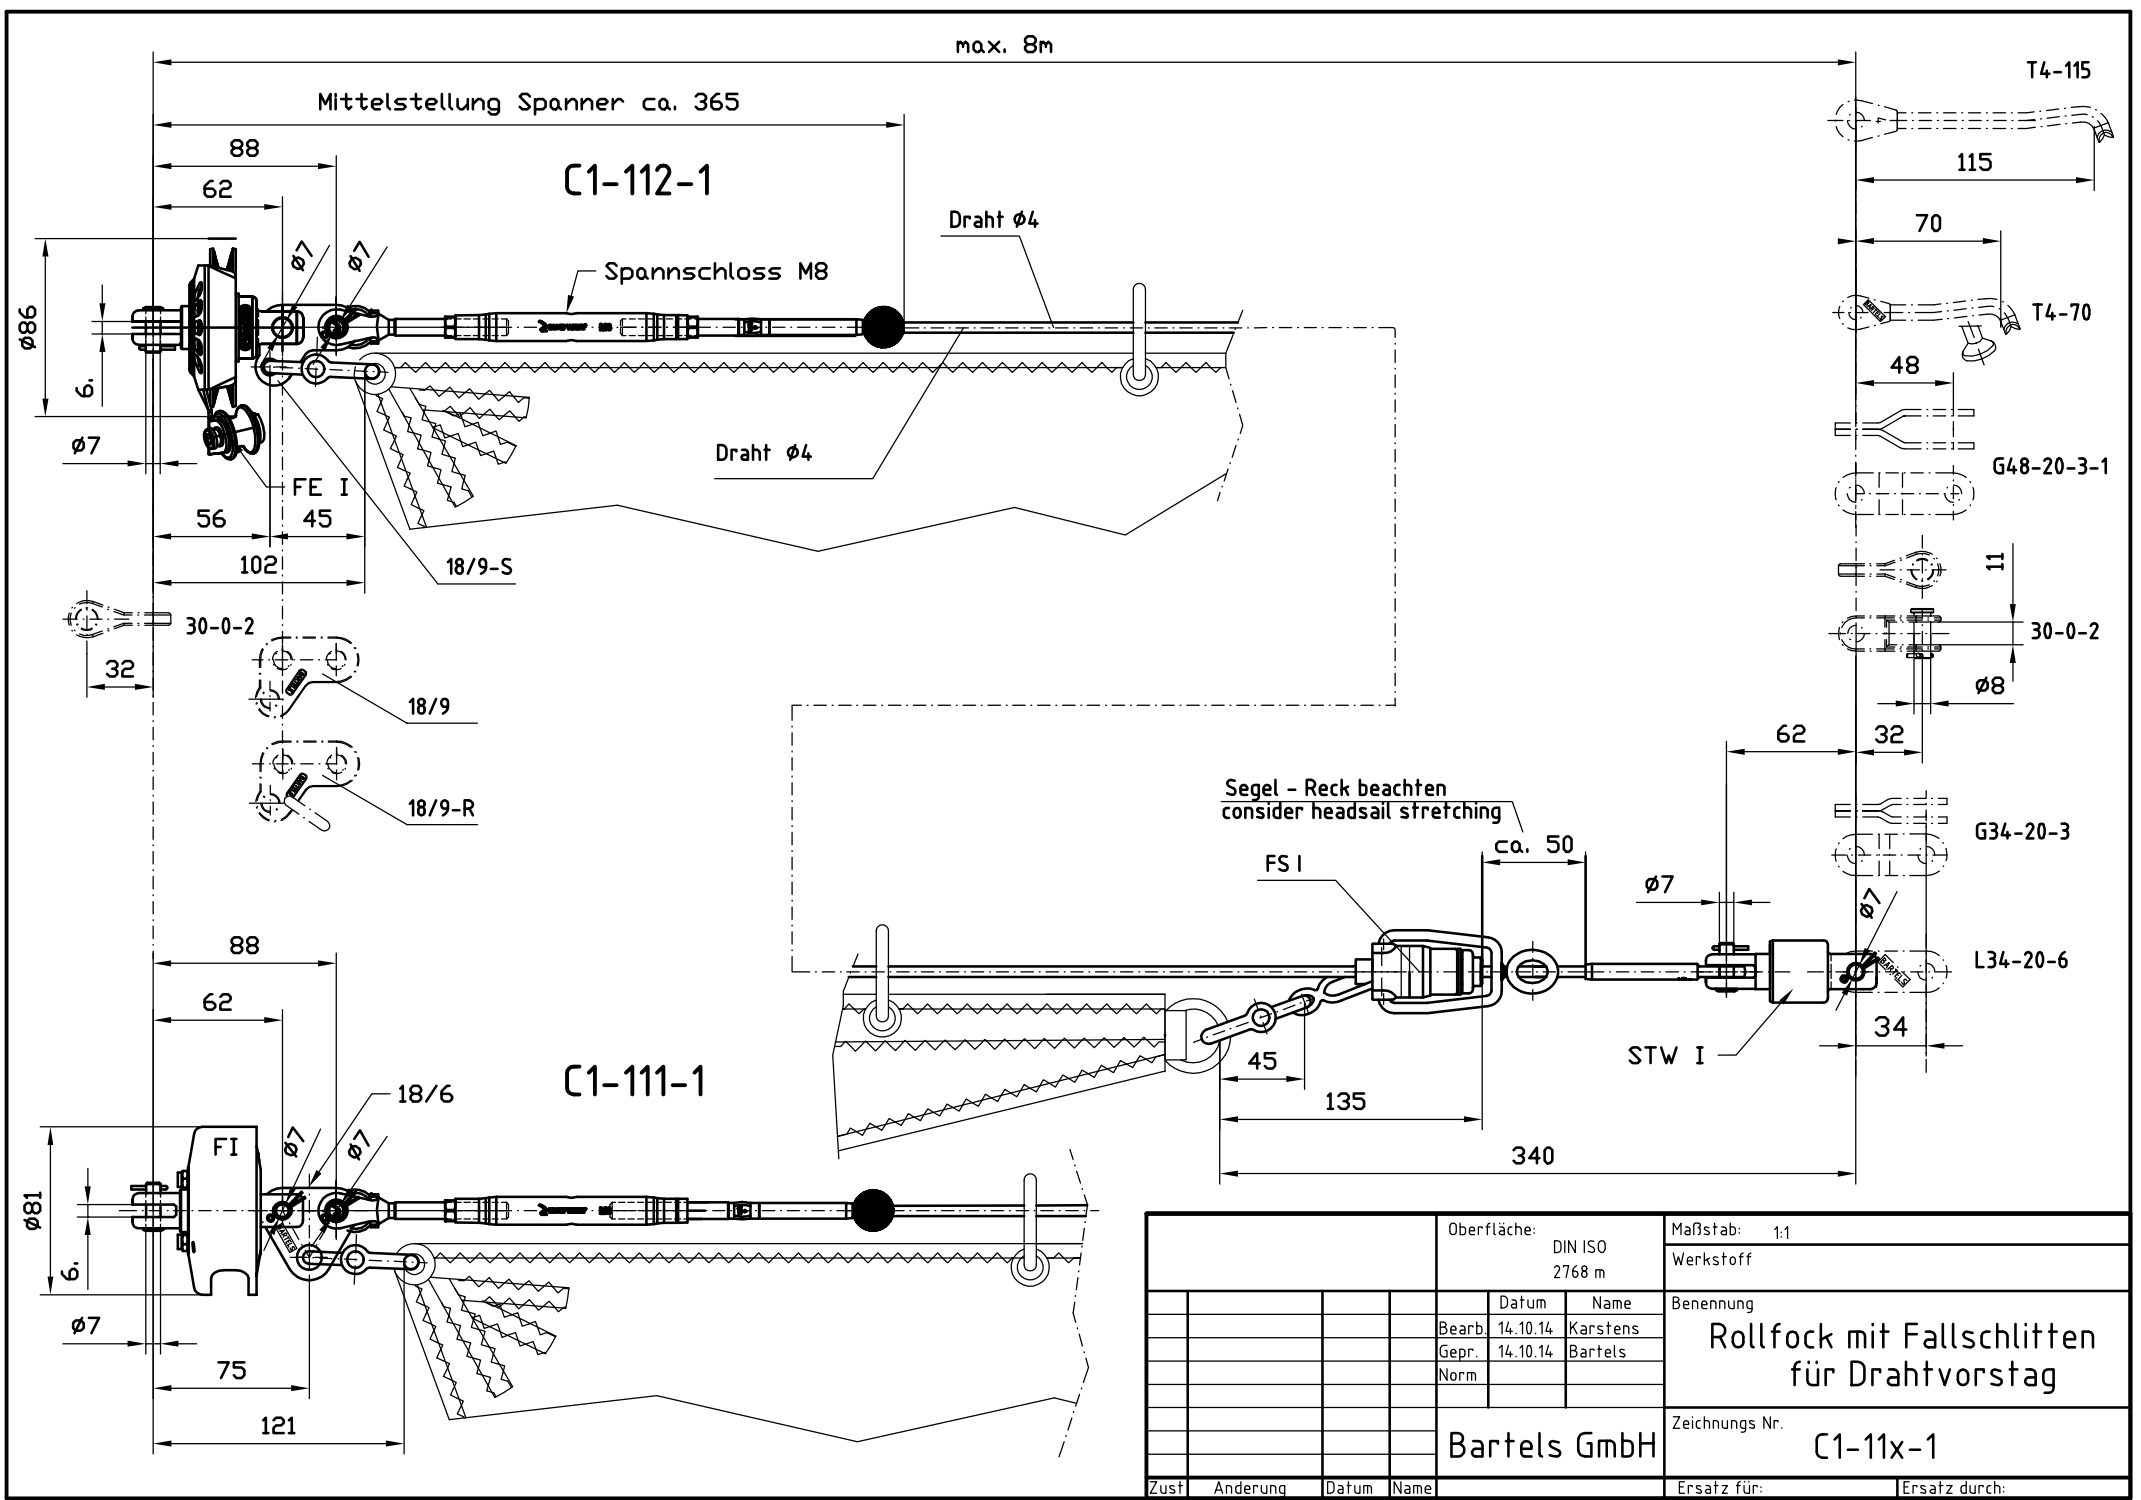 max. 8m
T4-115
Mittelstellung Spanner ca. 365
88
C1-112-1
115
62
Draht ø4
70
ø7
ø7
Spannschloss M8
ø86
BARTELS
T4-70
6.
48
ø7
Draht ø4
G48-20-3-1
FE I
56
45
11
102
18/9-S
30-0-2
30-0-2
32
ø8
18/9
62
32
18/9-R
Segel - Reck beachten
consider headsail stretching
ca. 50
G34-20-3
FS I
ø7
ø7
88
BARTELS
L34-20-6
62
34
STW I
45
C1-111-1
18/6
135
FI
ø7
ø7
340
ø81
BARTELS
6.
ø7
75
121
Oberfläche:
DIN ISO
2768 m
Maßstab: 1:1
Werkstoff
Datum Name
Bearb. 14.10.14 Karstens
Gepr. 14.10.14 Bartels
Norm
Benennung
Rollfock mit Fallschlitten
für Drahtvorstag
Bartels GmbH
Zeichnungs Nr.
C1-11x-1
Zust Anderung Datum Name
Ersatz für: Ersatz durch: